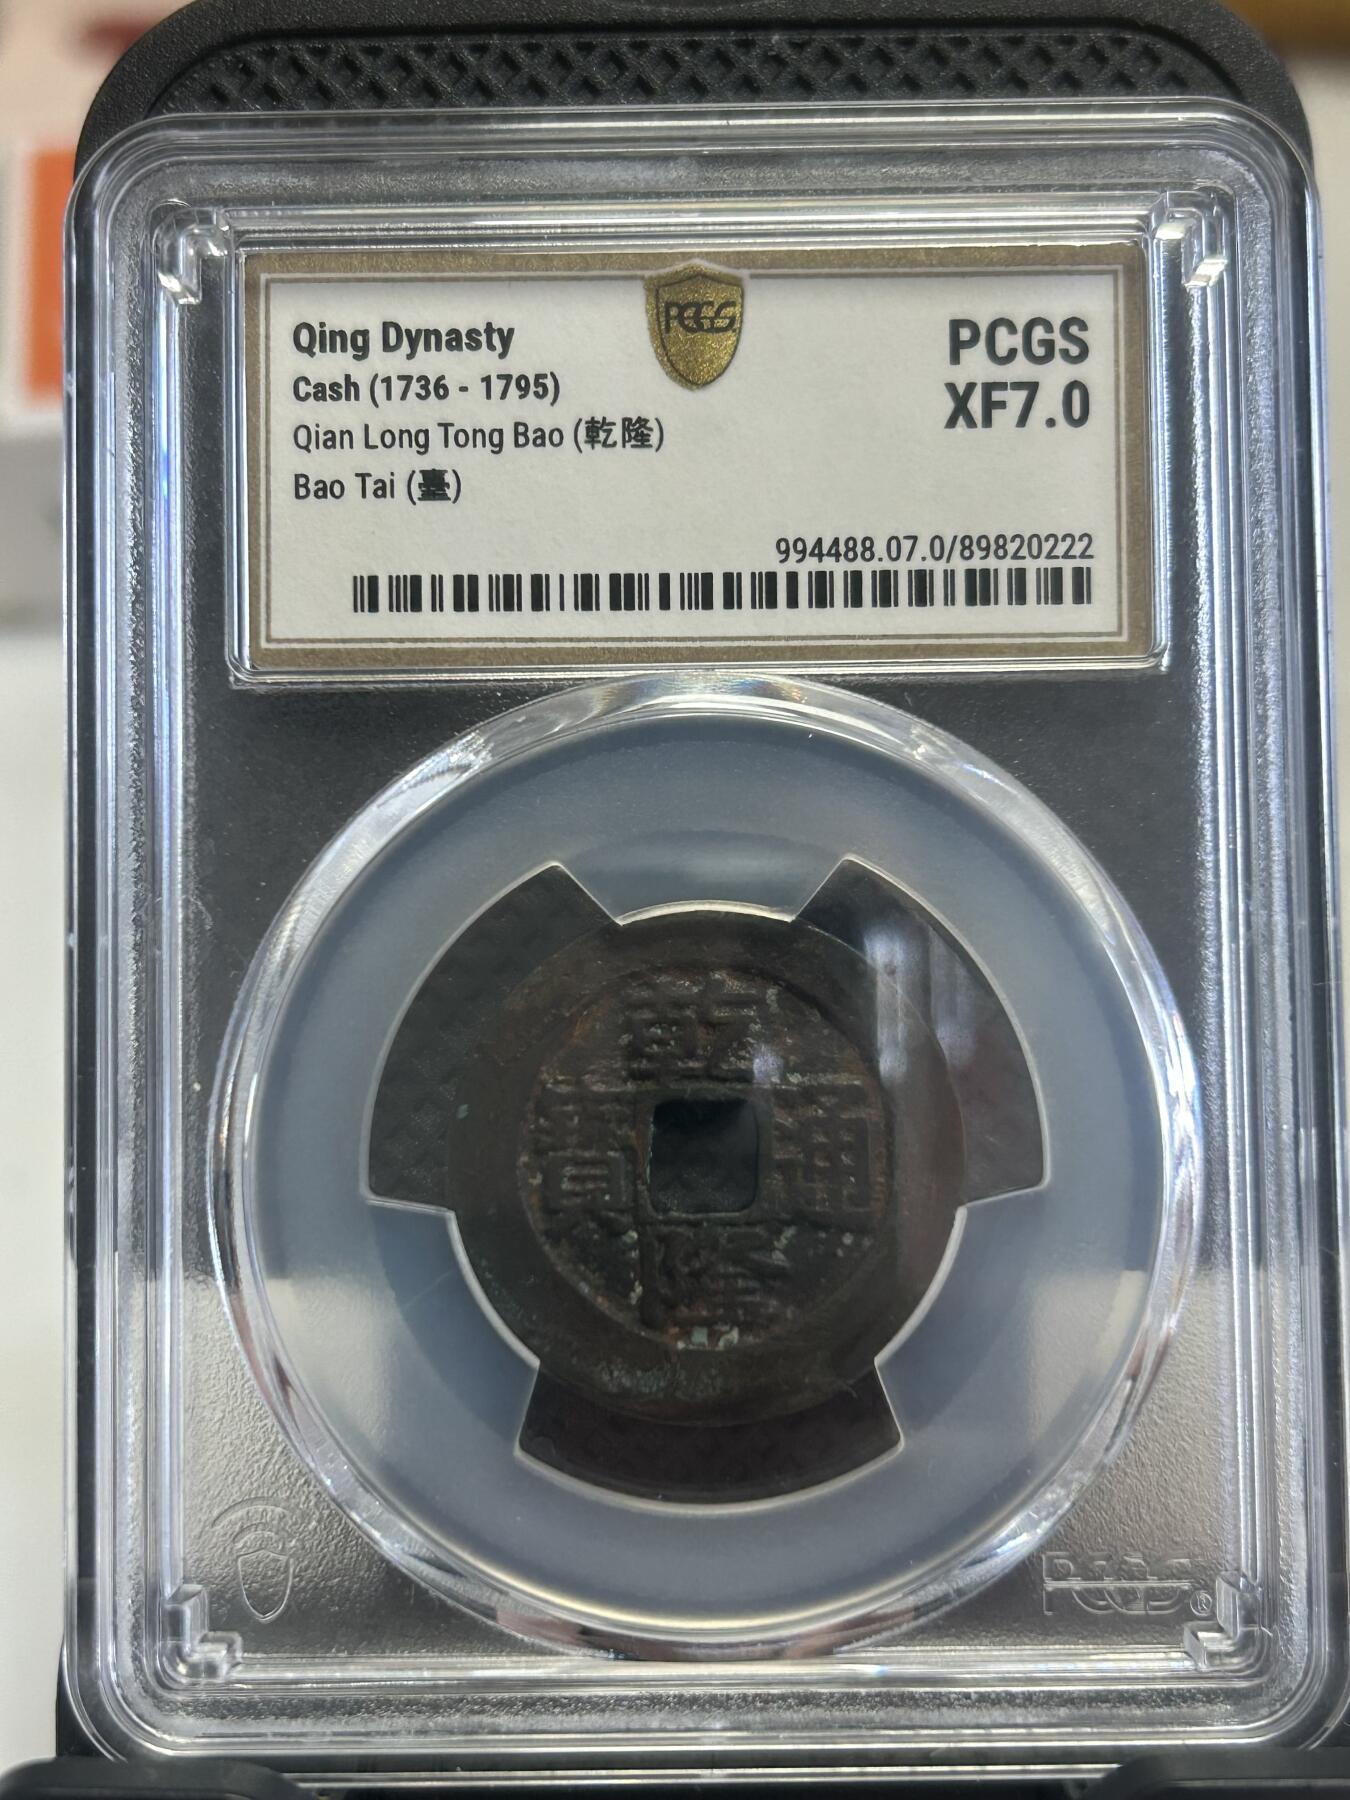 PCGS
Qing Dynasty
Cash (1736 - 1795)
Qian Long Tong Bao (乾隆)
Bao Tai (臺)
PCGS
XF7.0
994488.07.0/89820222
乾
寶 通
隆
PCGS®